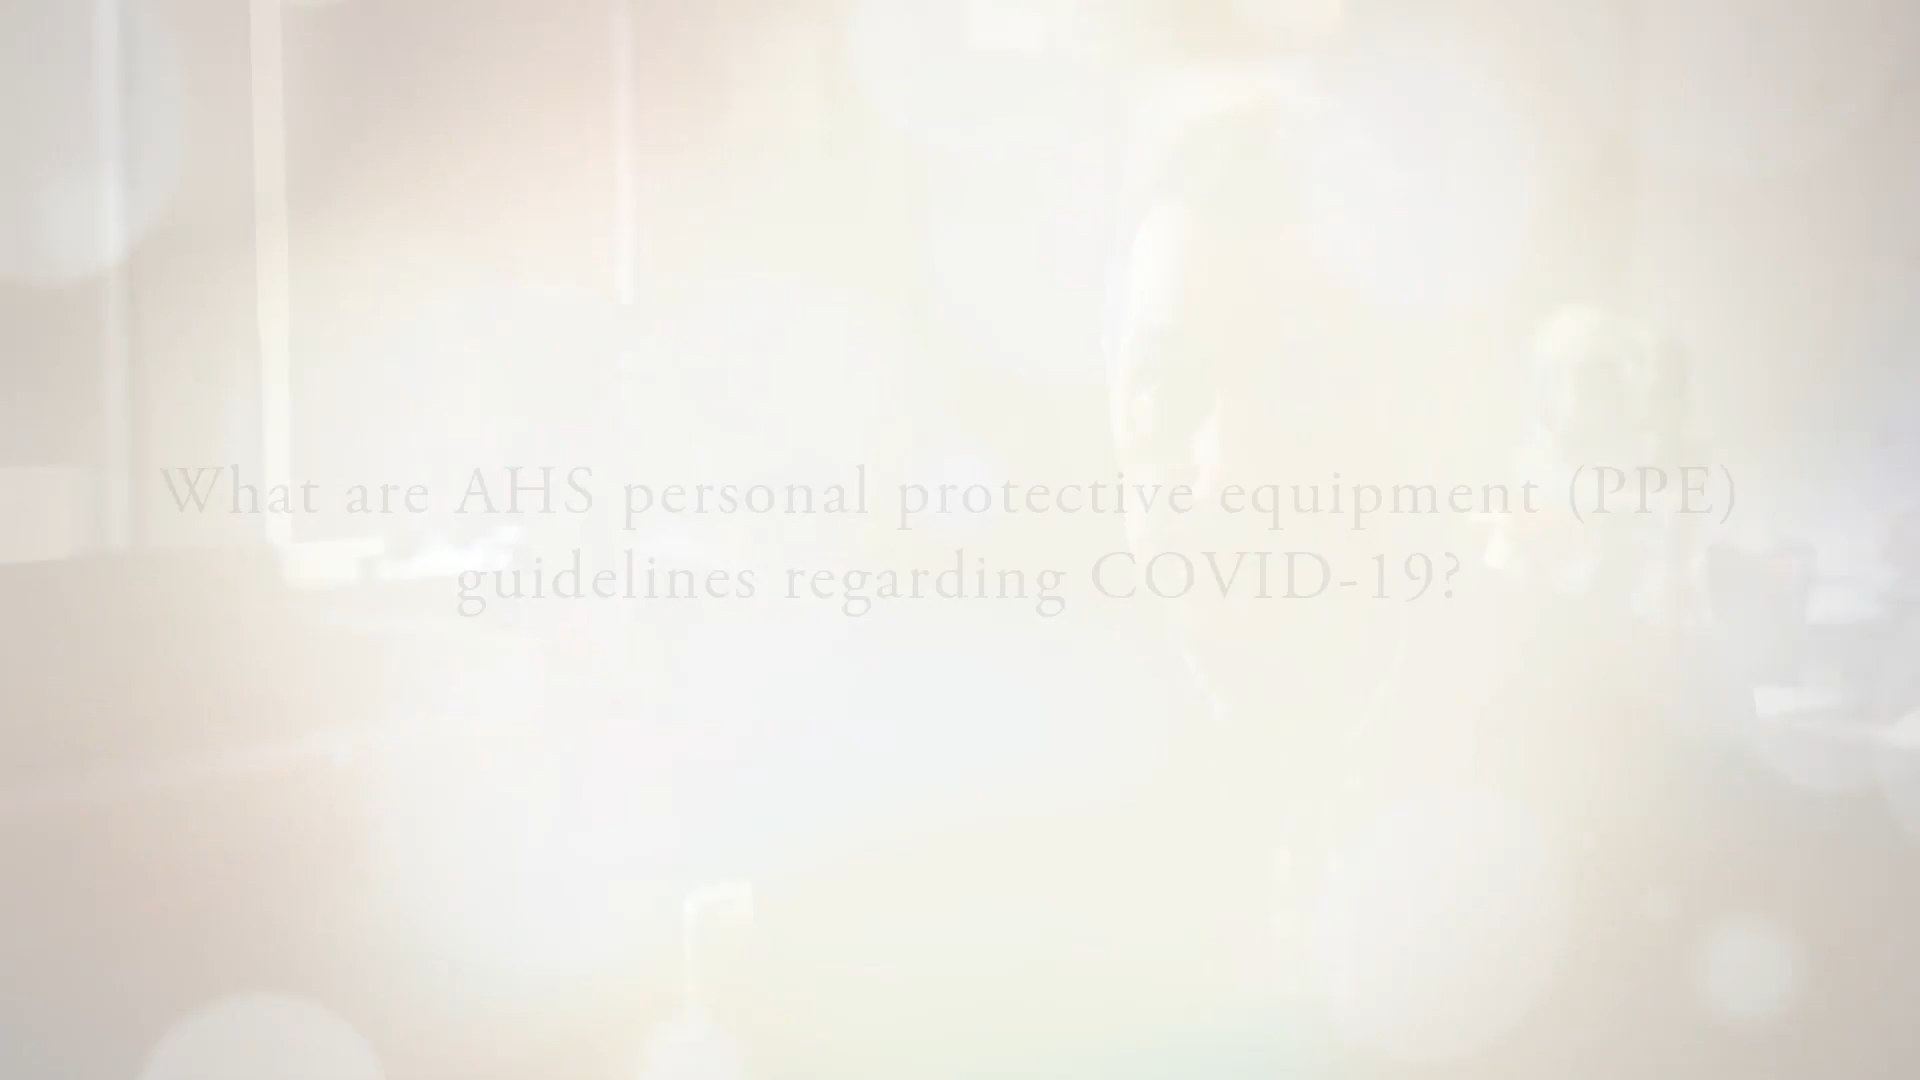 What are AHS personal protective equipment (PPE)
guidelines regarding COVID-19?